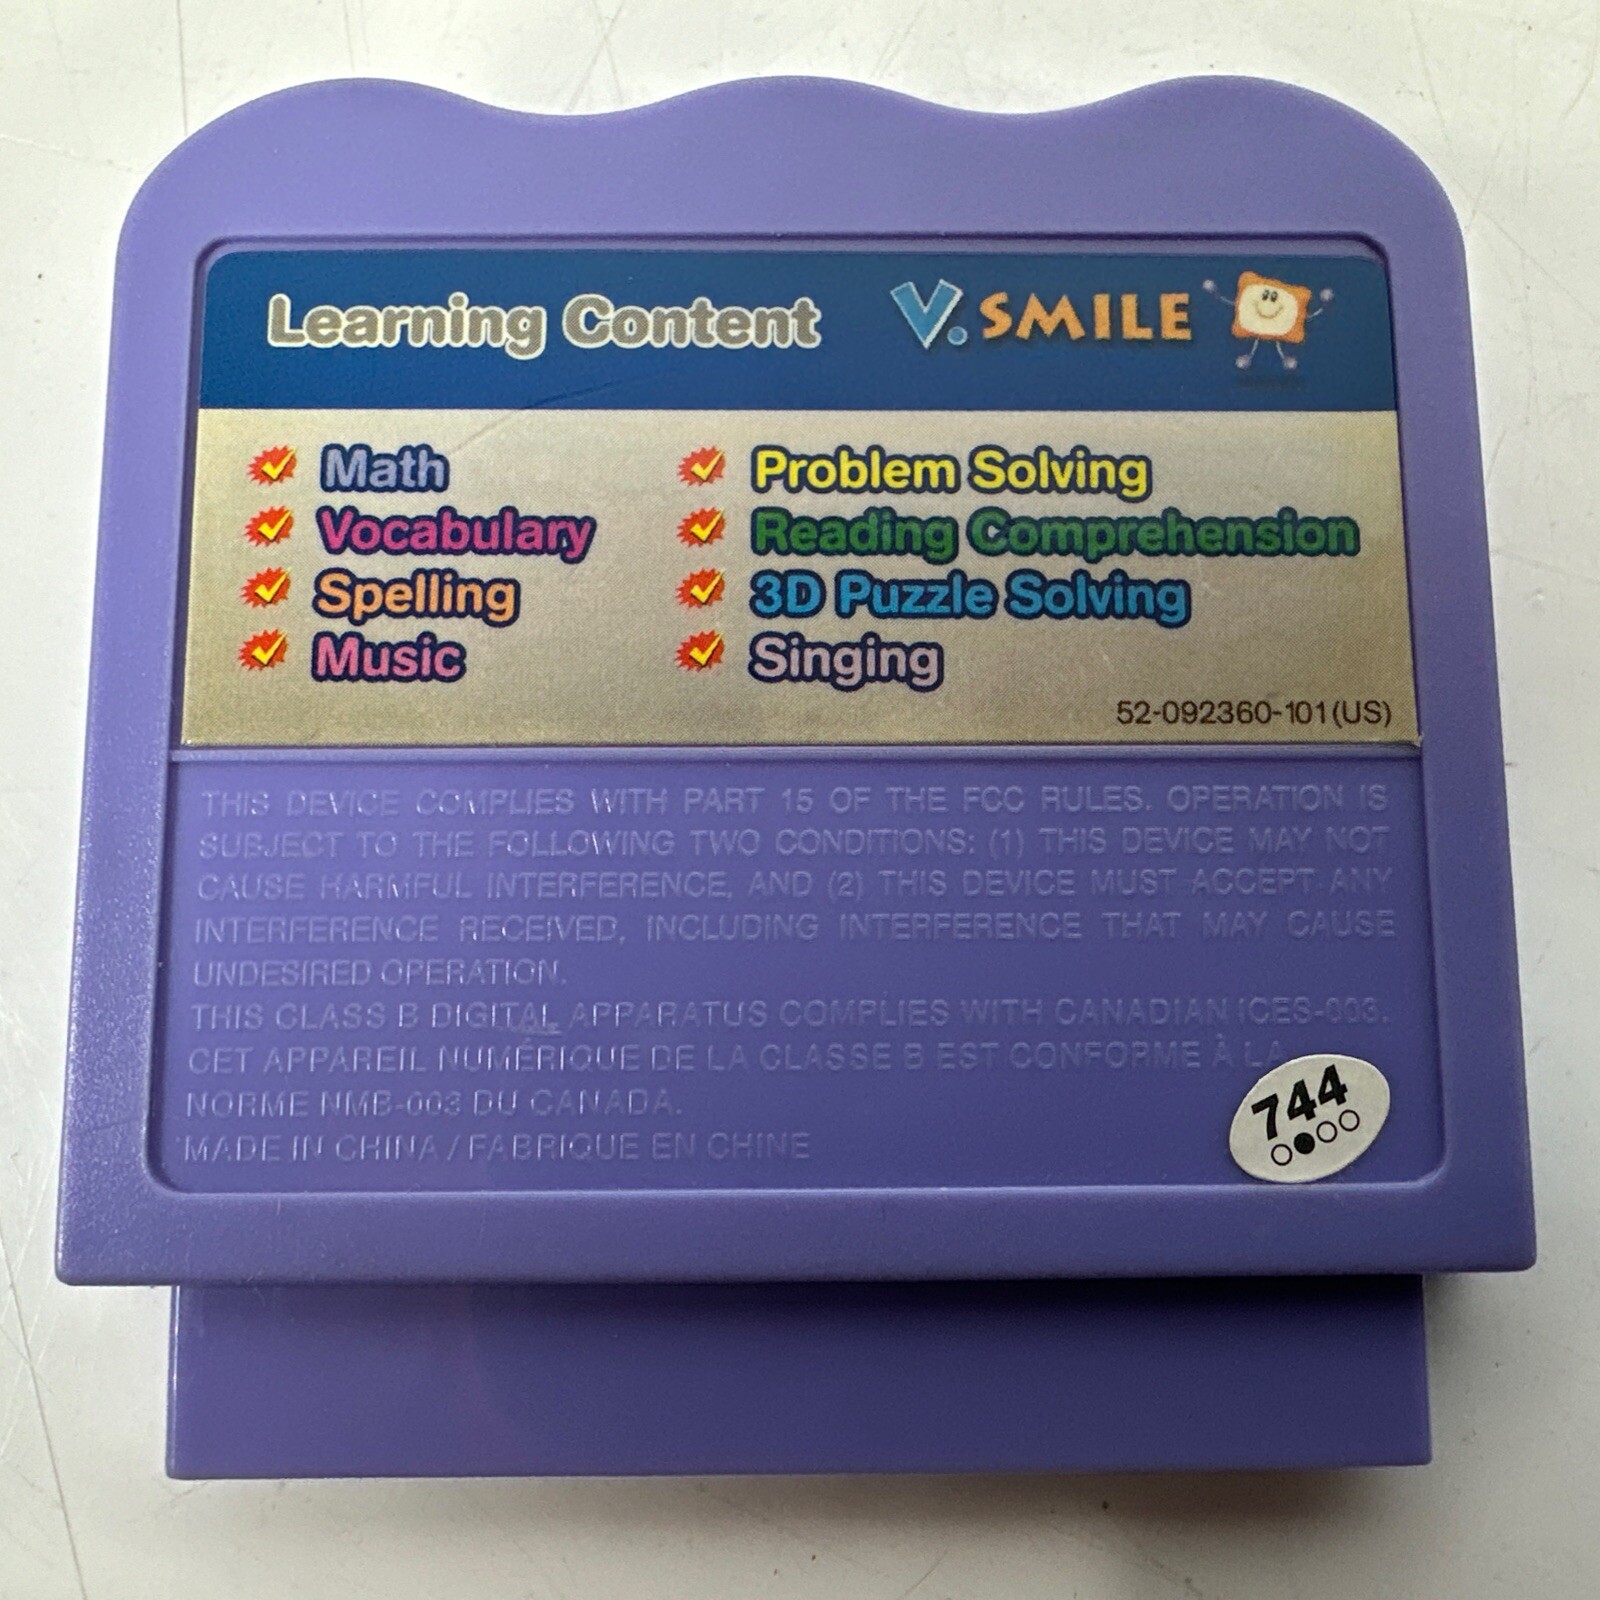 Learning Content
V.SMILE
Math
Vocabulary
Spelling
Music
Problem Solving
Reading Comprehension
3D Puzzle Solving
Singing
52-092360-101(US)
THIS DEVICE COMPLIES WITH PART 15 OF THE FCC RULES. OPERATION IS
SUBJECT TO THE FOLLOWING TWO CONDITIONS: (1) THIS DEVICE MAY NOT
CAUSE HARMFUL INTERFERENCE, AND (2) THIS DEVICE MUST ACCEPT ANY
INTERFERENCE RECEIVED, INCLUDING INTERFERENCE THAT MAY CAUSE
UNDESIRED OPERATION.
THIS CLASS B DIGITAL APPARATUS COMPLIES WITH CANADIAN ICES-003.
CET APPAREIL NUMÉRIQUE DE LA CLASSE B EST CONFORME À LA
NORME NMB-003 DU CANADA.
MADE IN CHINA / FABRIQUE EN CHINE
744